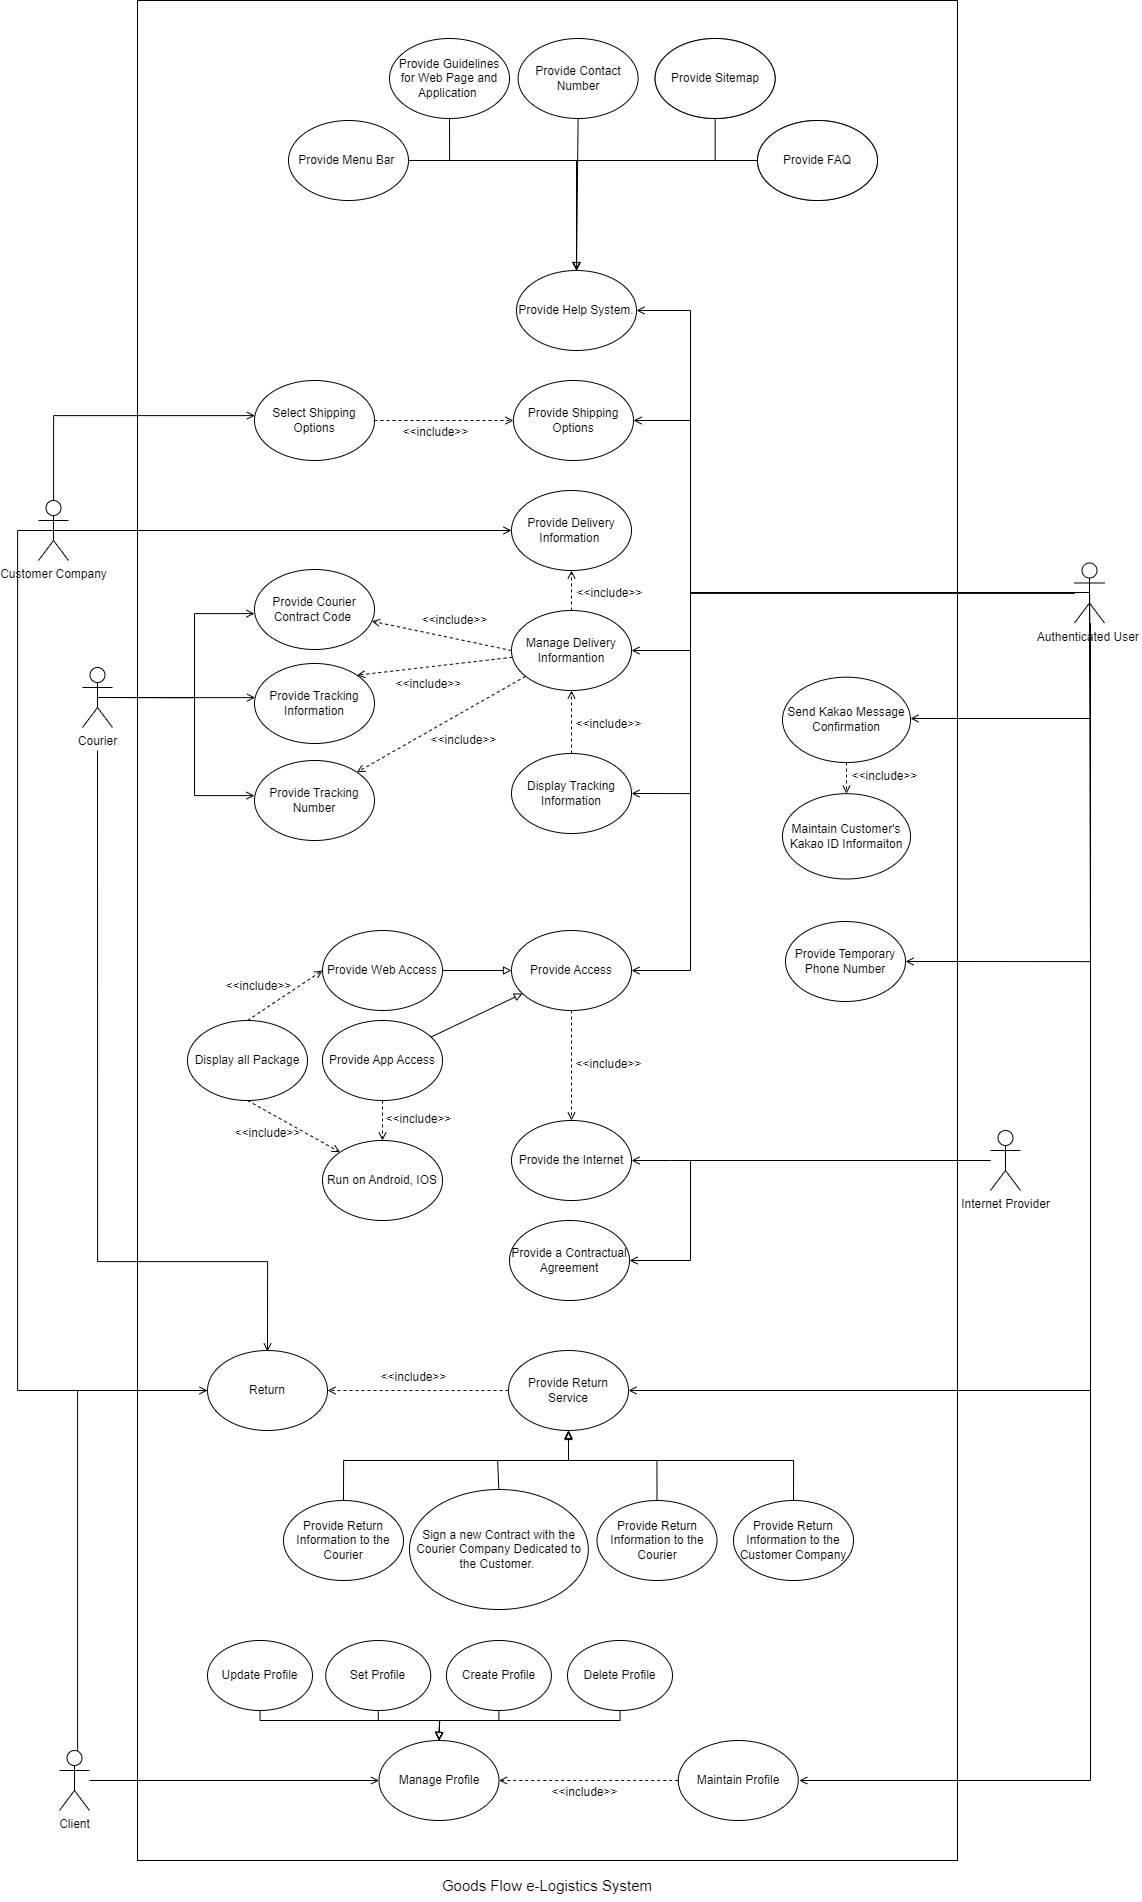 Provide Guidelines
for Web Page and
Application
Provide Contact
Number
Provide Sitemap
Provide Menu Bar
Provide FAQ
Provide Help System.
Select Shipping
Options
<<include>>
Provide Shipping
Options
Customer Company
Provide Delivery
Information
<<include>>
Provide Courier
Contract Code
<<include>>
Manage Delivery
Informantion
Authenticated User
Provide Tracking
Information
<<include>>
Courier
<<include>>
<<include>>
Provide Tracking
Number
Display Tracking
Information
Send Kakao Message
Confirmation
<<include>>
Maintain Customer's
Kakao ID Informaiton
Provide Web Access
Provide Access
Provide Temporary
Phone Number
<<include>>
Display all Package
Provide App Access
<<include>>
<<include>>
<<include>>
Run on Android, IOS
Provide the Internet
Internet Provider
Provide a Contractual
Agreement
Return
<<include>>
Provide Return
Service
Provide Return
Information to the
Courier
Sign a new Contract with the
Courier Company Dedicated to
the Customer.
Provide Return
Information to the
Courier
Provide Return
Information to the
Customer Company
Update Profile
Set Profile
Create Profile
Delete Profile
Client
Manage Profile
<<include>>
Maintain Profile
Goods Flow e-Logistics System